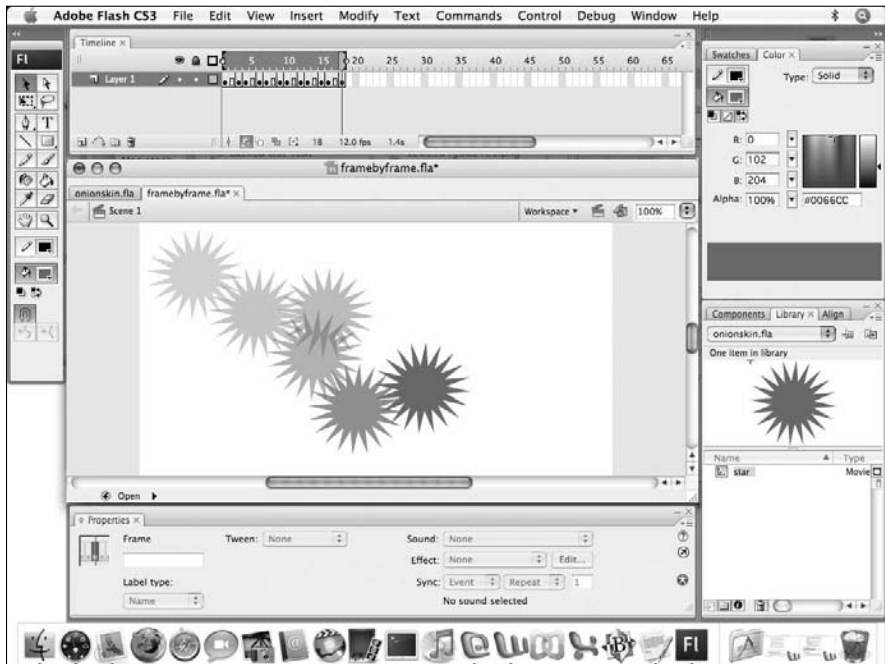 Adobe Flash CS3 File Edit View Insert Modify Text Commands Control Debug Window Help
Timeline ×
5 10 15 20 25 30 35 40 45 50 55 60 65
Layer 1
18 12.0 fps 1.4s
Fl
T
framebyframe.fla*
onionskin.fla framebyframe.fla* ×
Scene 1 Workspace 100%
Open
Properties ×
Frame Tween: None Sound: None
Effect: None Edit...
Label type: Sync: Event Repeat 1
Name No sound selected
Swatches Color ×
Type: Solid
R: 0
G: 102
B: 204
Alpha: 100% #0066CC
Components Library × Align
onionskin.fla
One item in library
Name Type
star Movie
Fl